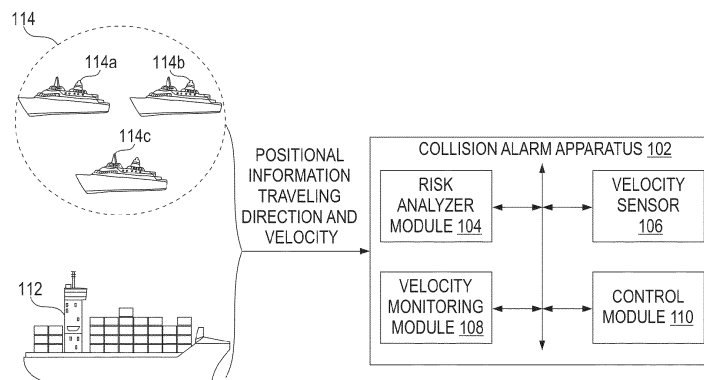 114
114a
114b
114c
112
POSITIONAL
INFORMATION
TRAVELING
DIRECTION AND
VELOCITY
COLLISION ALARM APPARATUS 102
RISK
ANALYZER
MODULE 104
VELOCITY
SENSOR
106
VELOCITY
MONITORING
MODULE 108
CONTROL
MODULE 110